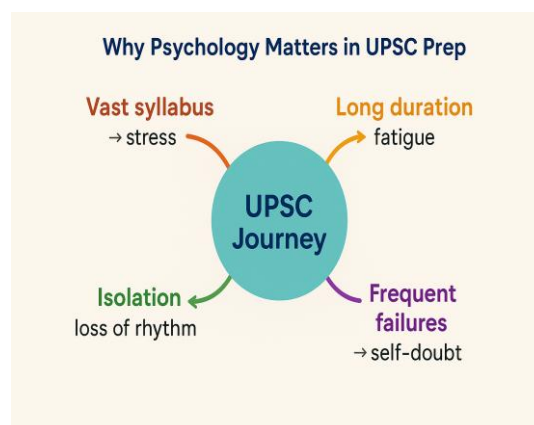 Why Psychology Matters in UPSC Prep
Vast syllabus
→ stress
Long duration
fatigue
UPSC
Journey
Isolation
loss of rhythm
Frequent
failures
→ self-doubt